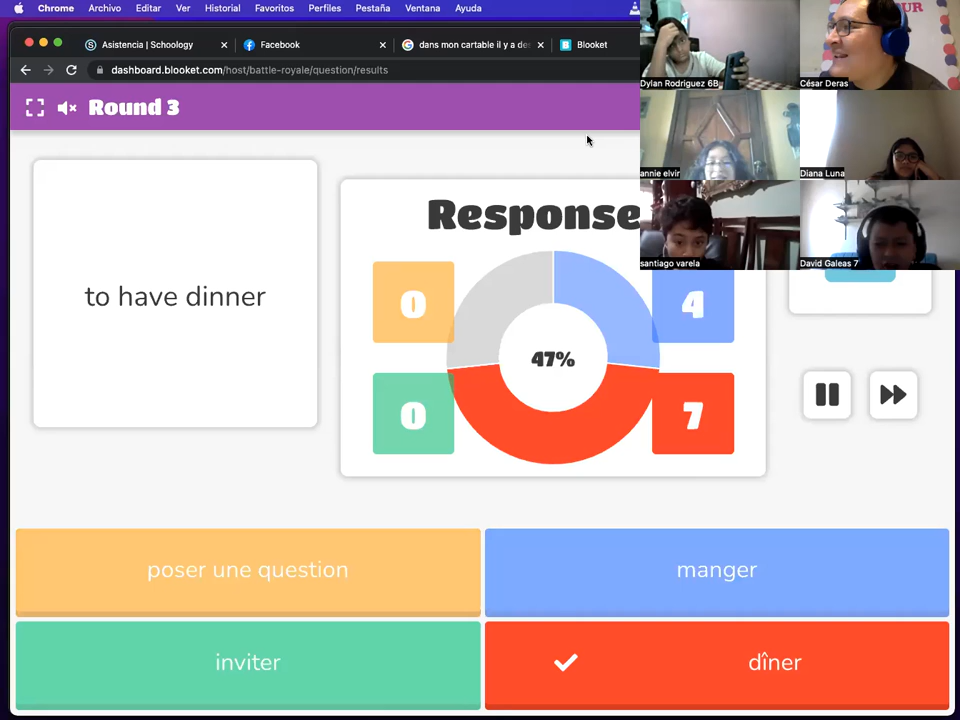 Chrome Archivo Editar Ver Historial Favoritos Perfiles Pestaña Ventana Ayuda
Asistencia | Schoology
Facebook
dans mon cartable il y a des
Blooket
dashboard.blooket.com/host/battle-royale/question/results
Round 3
Dylan Rodriguez 6B
César Deras
annie elvir
Diana Luna
santiago varela
David Galeas 7
to have dinner
Response
0
4
47%
0
7
poser une question
manger
inviter
dîner